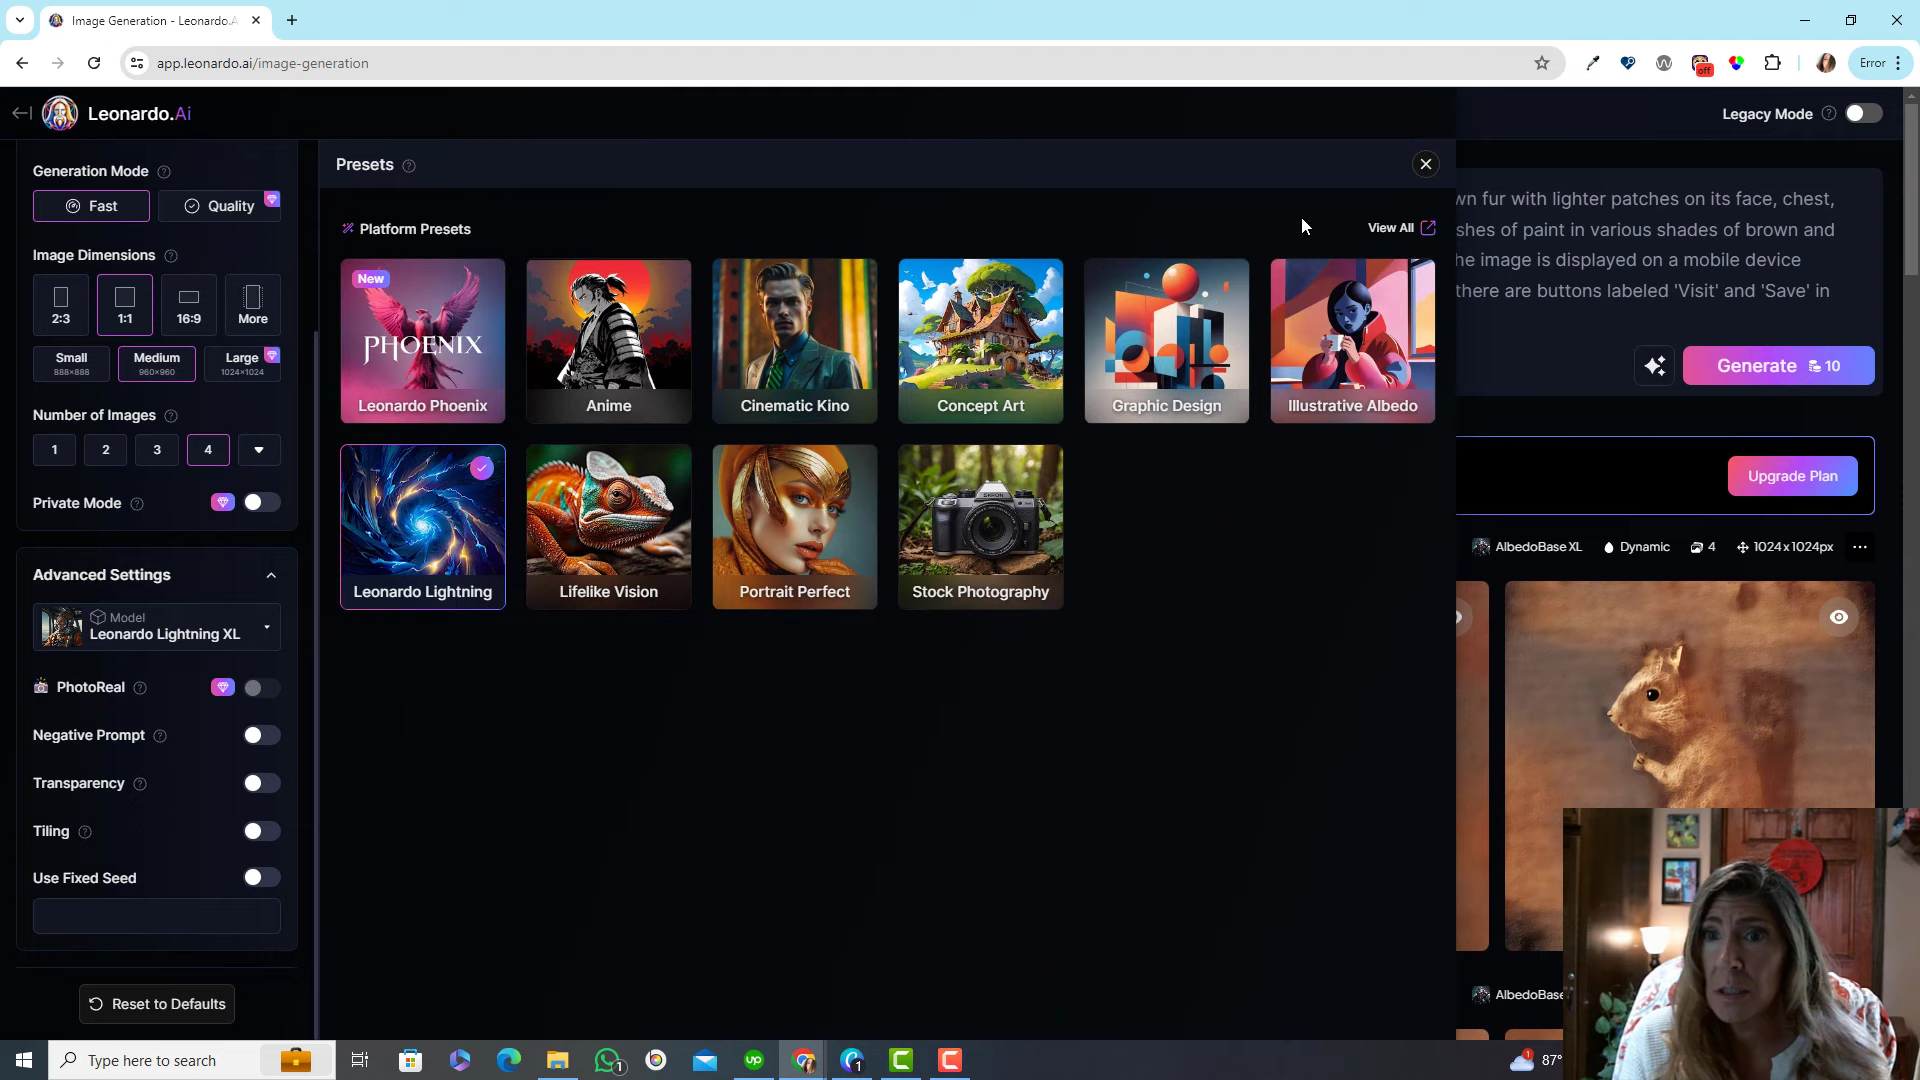 Image Generation - Leonardo.A
app.leonardo.ai/image-generation
off
Error
Leonardo.Ai
Legacy Mode
Generation Mode
Fast
Quality
Image Dimensions
2:3
1:1
16:9
More
Small
888×888
Medium
960×960
Large
1024×1024
Number of Images
1
2
3
4
Private Mode
Advanced Settings
Model
Leonardo Lightning XL
PhotoReal
Negative Prompt
Transparency
Tiling
Use Fixed Seed
Reset to Defaults
Presets
Platform Presets
View All
New
PHOENIX
Leonardo Phoenix
Anime
Cinematic Kino
Concept Art
Graphic Design
Illustrative Albedo
Leonardo Lightning
Lifelike Vision
Portrait Perfect
Stock Photography
wn fur with lighter patches on its face, chest,
shes of paint in various shades of brown and
he image is displayed on a mobile device
there are buttons labeled 'Visit' and 'Save' in
Generate 10
Upgrade Plan
AlbedoBase XL
Dynamic
4
1024x1024px
AlbedoBase
Type here to search
up
1
1
1
87°